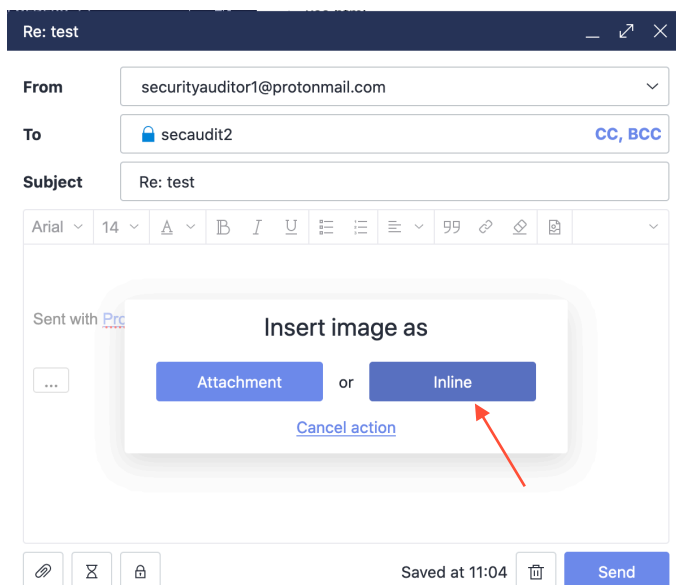 Re: test
From securityauditor1@protonmail.com
To secaudit2 CC, BCC
Subject Re: test
Arial 14 A B I U
Sent with Pro
Insert image as
Attachment or Inline
...
Cancel action
Saved at 11:04 Send